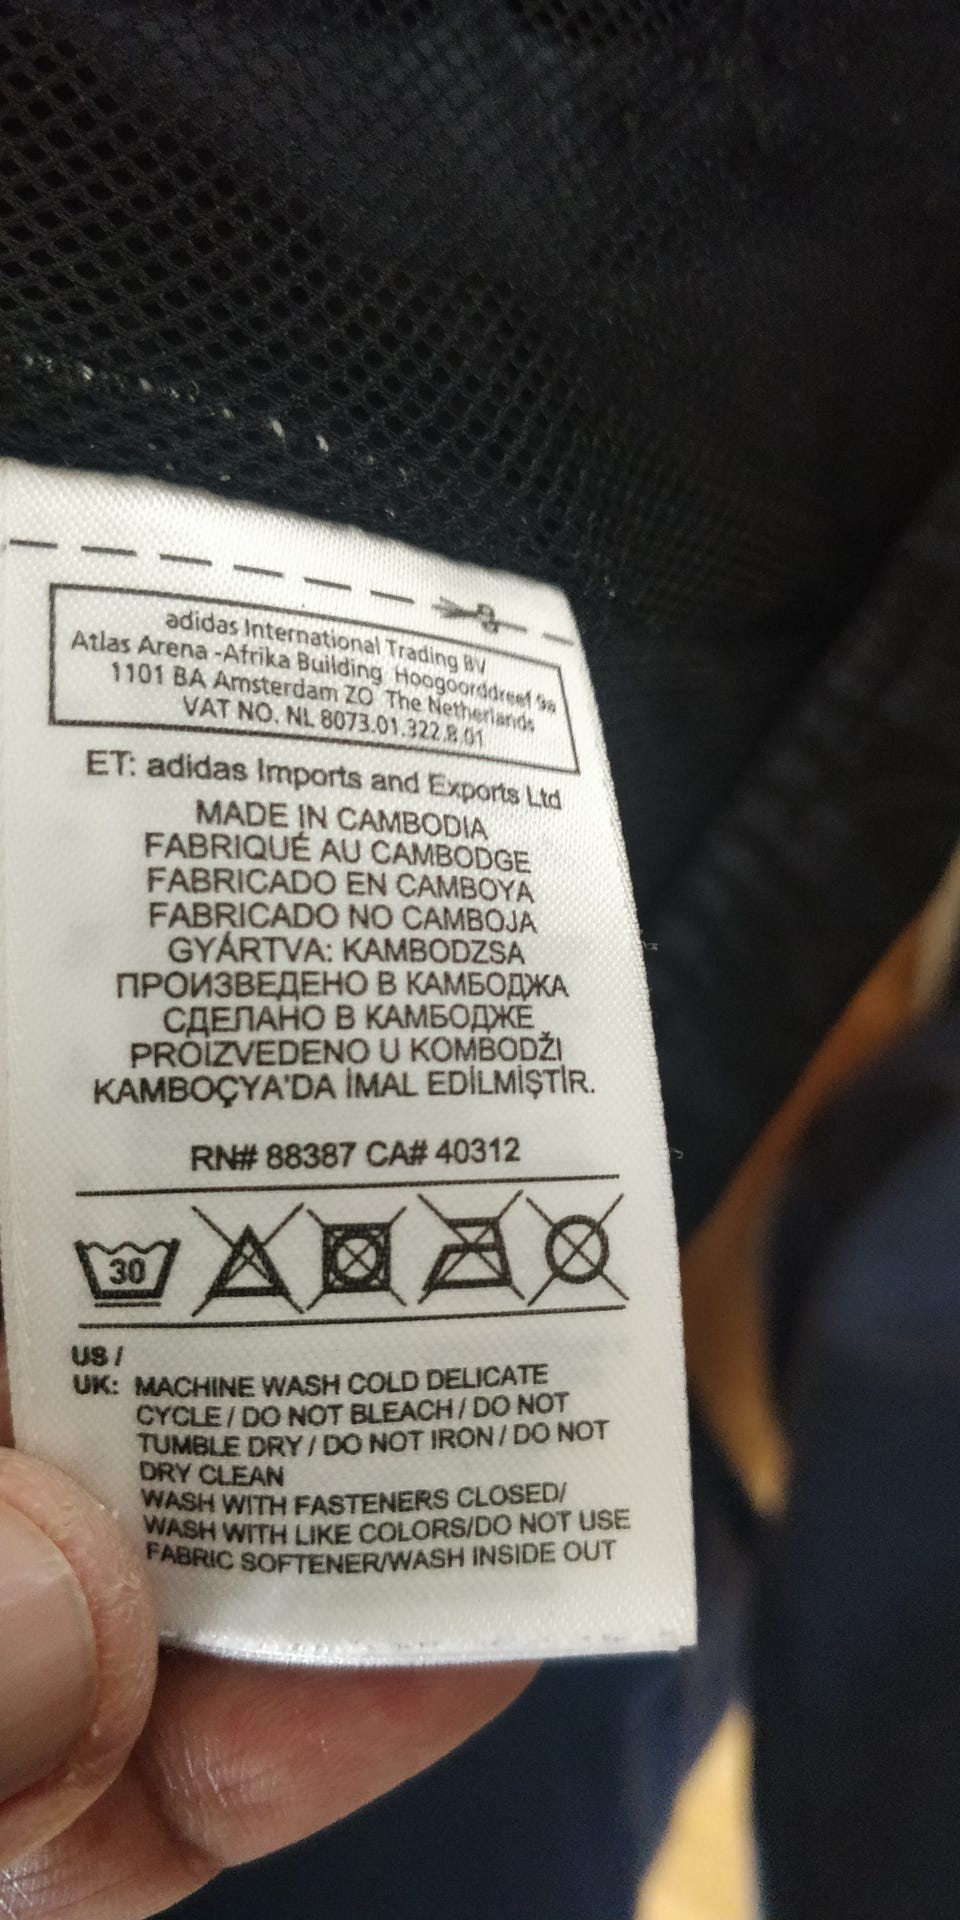 adidas International Trading BV
Atlas Arena -Afrika Building Hoogoorddreef 9a
1101 BA Amsterdam ZO The Netherlands
VAT NO. NL 8073.01.322.B.01
ET: adidas Imports and Exports Ltd
MADE IN CAMBODIA
FABRIQUÉ AU CAMBODGE
FABRICADO EN CAMBOYA
FABRICADO NO CAMBOJA
GYÁRTVA: KAMBODZSA
ПРОИЗВЕДЕНО В КАМБОДЖА
СДЕЛАНО В КАМБОДЖЕ
PROIZVEDENO U KOMBODŽI
KAMBOÇYA'DA İMAL EDİLMİŞTİR.
RN# 88387 CA# 40312
30
US /
UK: MACHINE WASH COLD DELICATE
CYCLE / DO NOT BLEACH / DO NOT
TUMBLE DRY / DO NOT IRON / DO NOT
DRY CLEAN
WASH WITH FASTENERS CLOSED/
WASH WITH LIKE COLORS/DO NOT USE
FABRIC SOFTENER/WASH INSIDE OUT